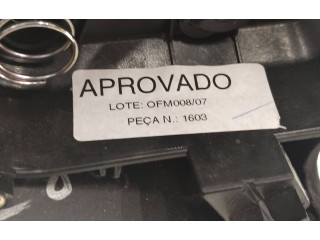 APROVADO
LOTE: OFM008/07
PEÇA N.: 1603